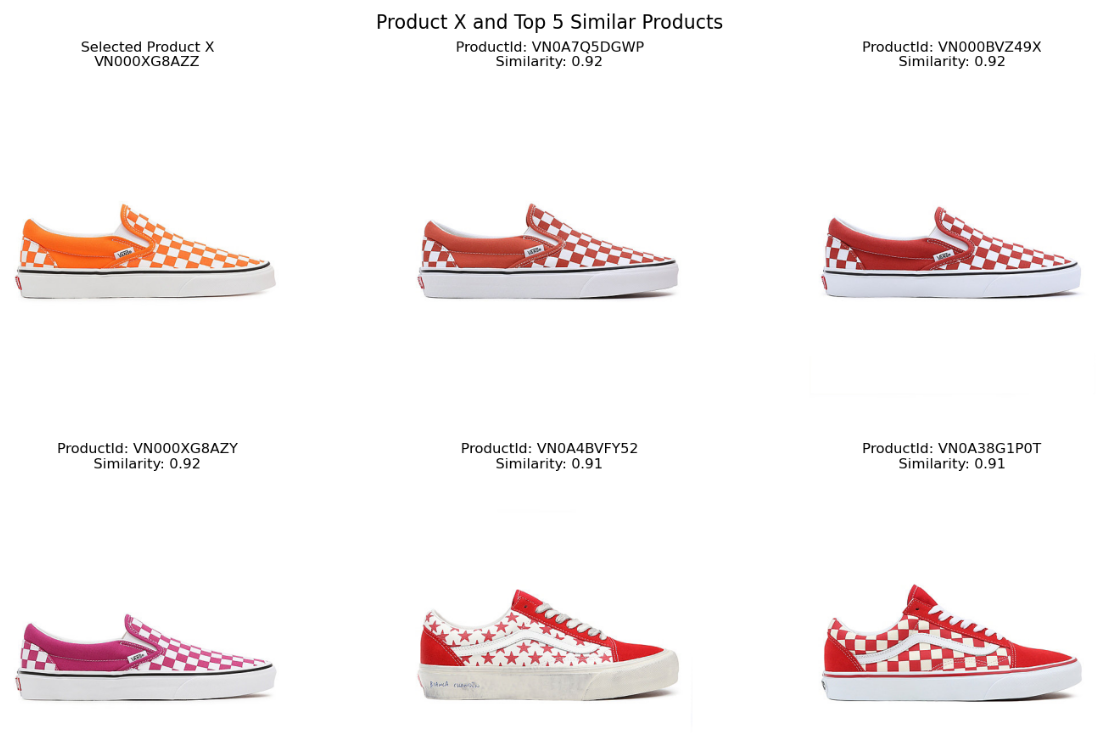 Product X and Top 5 Similar Products
Selected Product X
VN000XG8AZZ
ProductId: VN0A7Q5DGWP
Similarity: 0.92
ProductId: VN000BVZ49X
Similarity: 0.92
ProductId: VN000XG8AZY
Similarity: 0.92
ProductId: VN0A4BVFY52
Similarity: 0.91
ProductId: VN0A38G1P0T
Similarity: 0.91